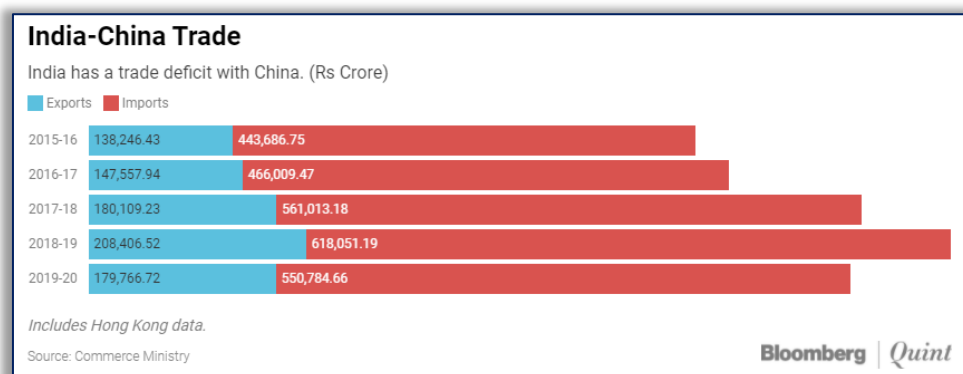 India-China Trade
India has a trade deficit with China. (Rs Crore)
Exports Imports
2015-16 138,246.43 443,686.75
2016-17 147,557.94 466,009.47
2017-18 180,109.23 561,013.18
2018-19 208,406.52 618,051.19
2019-20 179,766.72 550,784.66
Includes Hong Kong data.
Source: Commerce Ministry
Bloomberg | Quint